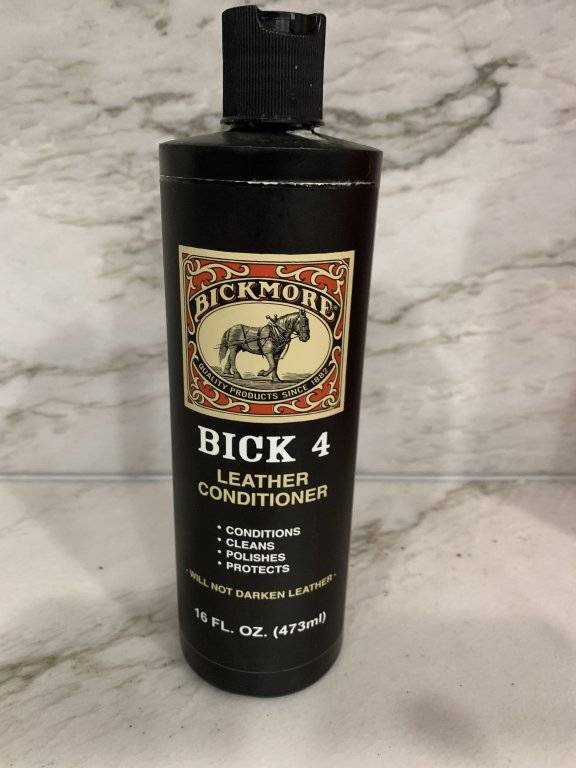 BICKMORE®
QUALITY PRODUCTS SINCE 1882
BICK 4
LEATHER
CONDITIONER
• CONDITIONS
• CLEANS
• POLISHES
• PROTECTS
- WILL NOT DARKEN LEATHER -
16 FL. OZ. (473ml)